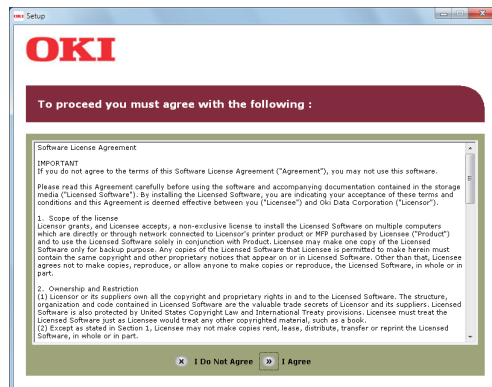 OKI Setup
OKI
To proceed you must agree with the following :
Software License Agreement
IMPORTANT
If you do not agree to the terms of this Software License Agreement ("Agreement"), you may not use this software.
Please read this Agreement carefully before using the software and accompanying documentation contained in the storage
media ("Licensed Software"). By installing the Licensed Software, you are indicating your acceptance of these terms and
conditions and this Agreement is deemed effective between you ("Licensee") and Oki Data Corporation ("Licensor").
1. Scope of the license
Licensor grants, and Licensee accepts, a non-exclusive license to install the Licensed Software on multiple computers
which are directly or through network connected to Licensor's printer product or MFP purchased by Licensee ("Product")
and to use the Licensed Software solely in conjunction with Product. Licensee may make one copy of the Licensed
Software only for backup purpose. Any copies of the Licensed Software that Licensee is permitted to make herein must
contain the same copyright and other proprietary notices that appear on or in Licensed Software. Other than that, Licensee
agrees not to make copies, reproduce, or allow anyone to make copies or reproduce, the Licensed Software, in whole or in
part.
2. Ownership and Restriction
(1) Licensor or its suppliers own all the copyright and proprietary rights in and to the Licensed Software. The structure,
organization and code contained in Licensed Software are the valuable trade secrets of Licensor and its suppliers. Licensed
Software is also protected by United States Copyright Law and International Treaty provisions. Licensee must treat the
Licensed Software just as Licensee would treat any other copyrighted material, such as a book.
(2) Except as stated in Section 1, Licensee may not make copies rent, lease, distribute, transfer or reprint the Licensed
Software, in whole or in part.
I Do Not Agree I Agree